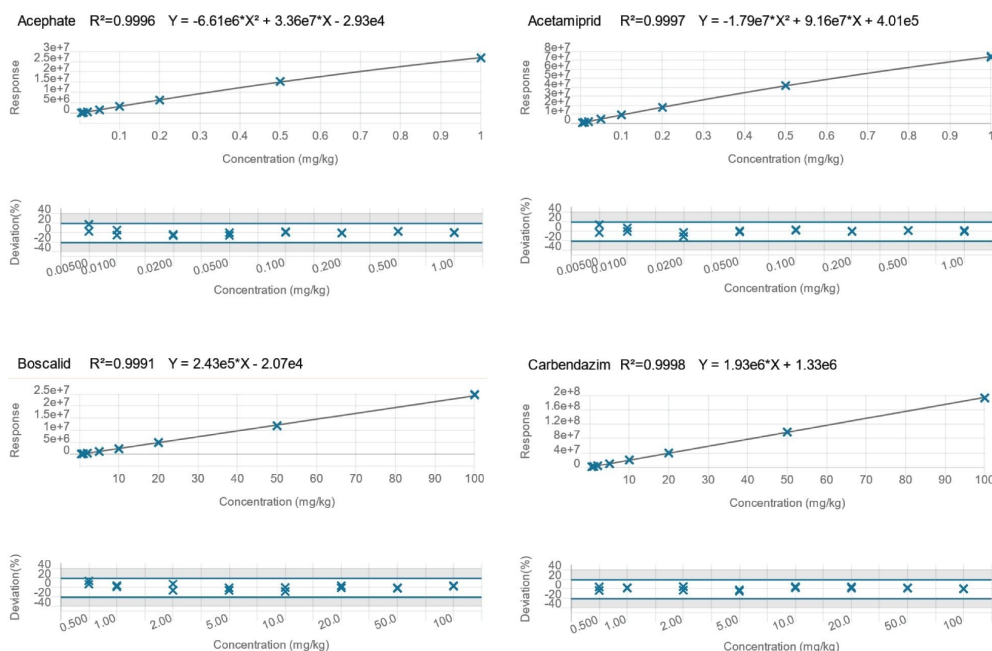 Acephate R²=0.9996 Y = -6.61e6*X² + 3.36e7*X - 2.93e4
Response
3e+7
2.5e+7
2e+7
1.5e+7
1e+7
5e+6
0
0.1 0.2 0.3 0.4 0.5 0.6 0.7 0.8 0.9 1
Concentration (mg/kg)
Deviation(%)
40
20
0
-20
-40
0.00500 0.0100 0.0200 0.0500 0.100 0.200 0.500 1.00
Concentration (mg/kg)
Acetamiprid R²=0.9997 Y = -1.79e7*X² + 9.16e7*X + 4.01e5
Response
8e+7
7e+7
6e+7
5e+7
4e+7
3e+7
2e+7
1e+7
0
0.1 0.2 0.3 0.4 0.5 0.6 0.7 0.8 0.9 1
Concentration (mg/kg)
Deviation(%)
40
20
0
-20
-40
0.00500 0.0100 0.0200 0.0500 0.100 0.200 0.500 1.00
Concentration (mg/kg)
Boscalid R²=0.9991 Y = 2.43e5*X - 2.07e4
Response
2.5e+7
2e+7
1.5e+7
1e+7
5e+6
0
10 20 30 40 50 60 70 80 90 100
Concentration (mg/kg)
Deviation(%)
40
20
0
-20
-40
0.500 1.00 2.00 5.00 10.0 20.0 50.0 100
Concentration (mg/kg)
Carbendazim R²=0.9998 Y = 1.93e6*X + 1.33e6
Response
2e+8
1.6e+8
1.2e+8
8e+7
4e+7
0
10 20 30 40 50 60 70 80 90 100
Concentration (mg/kg)
Deviation(%)
40
20
0
-20
-40
0.500 1.00 2.00 5.00 10.0 20.0 50.0 100
Concentration (mg/kg)